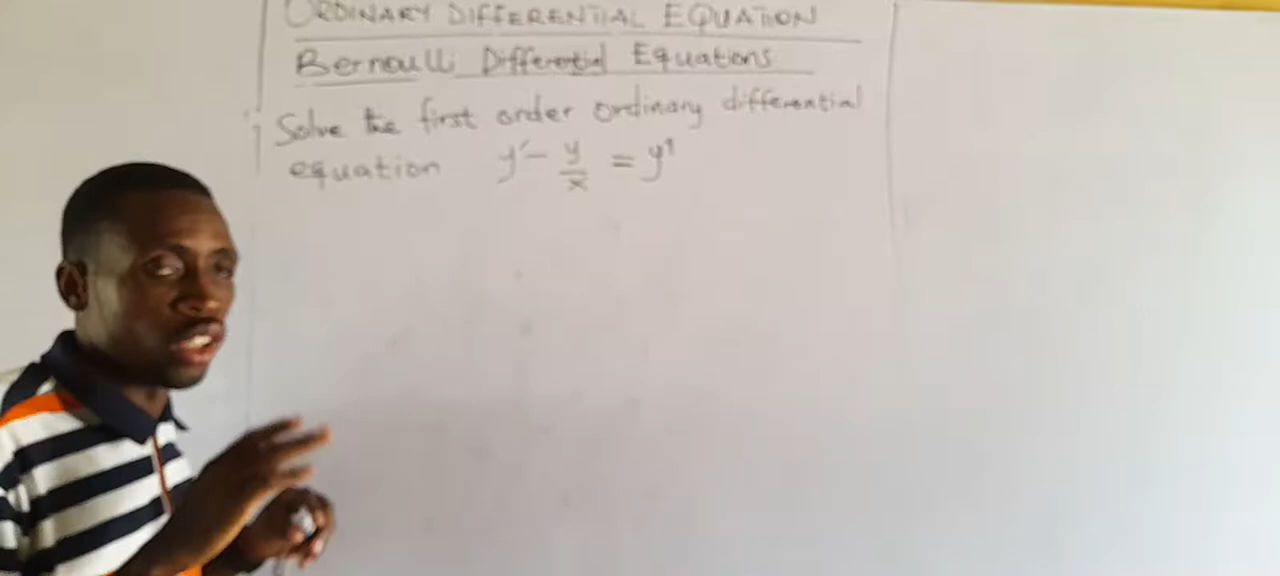 ORDINARY DIFFERENTIAL EQUATION
Bernoulli Differential Equations
Solve the first order ordinary differential
equation y′ − y/x = y⁹